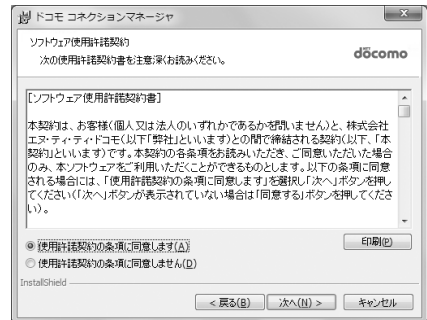 ドコモ コネクションマネージャ
ソフトウェア使用許諾契約
次の使用許諾契約書を注意深くお読みください。
döcomo
[ソフトウェア使用許諾契約書]
本契約は、お客様(個人又は法人のいずれかであるかを問いません)と、株式会社
エヌ・ティ・ティ・ドコモ(以下「弊社」といいます)との間で締結される契約(以下、「本
契約」といいます)です。本契約の各条項をお読みいただき、ご同意いただいた場合
のみ、本ソフトウェアをご利用いただくことができるものとします。以下の条項に同意
される場合には、「使用許諾契約の条項に同意します」を選択し「次へ」ボタンを押し
てください(「次へ」ボタンが表示されていない場合は「同意する」ボタンを押してくださ
い)。
使用許諾契約の条項に同意します(A)
印刷(P)
使用許諾契約の条項に同意しません(D)
InstallShield
< 戻る(B)
次へ(N) >
キャンセル